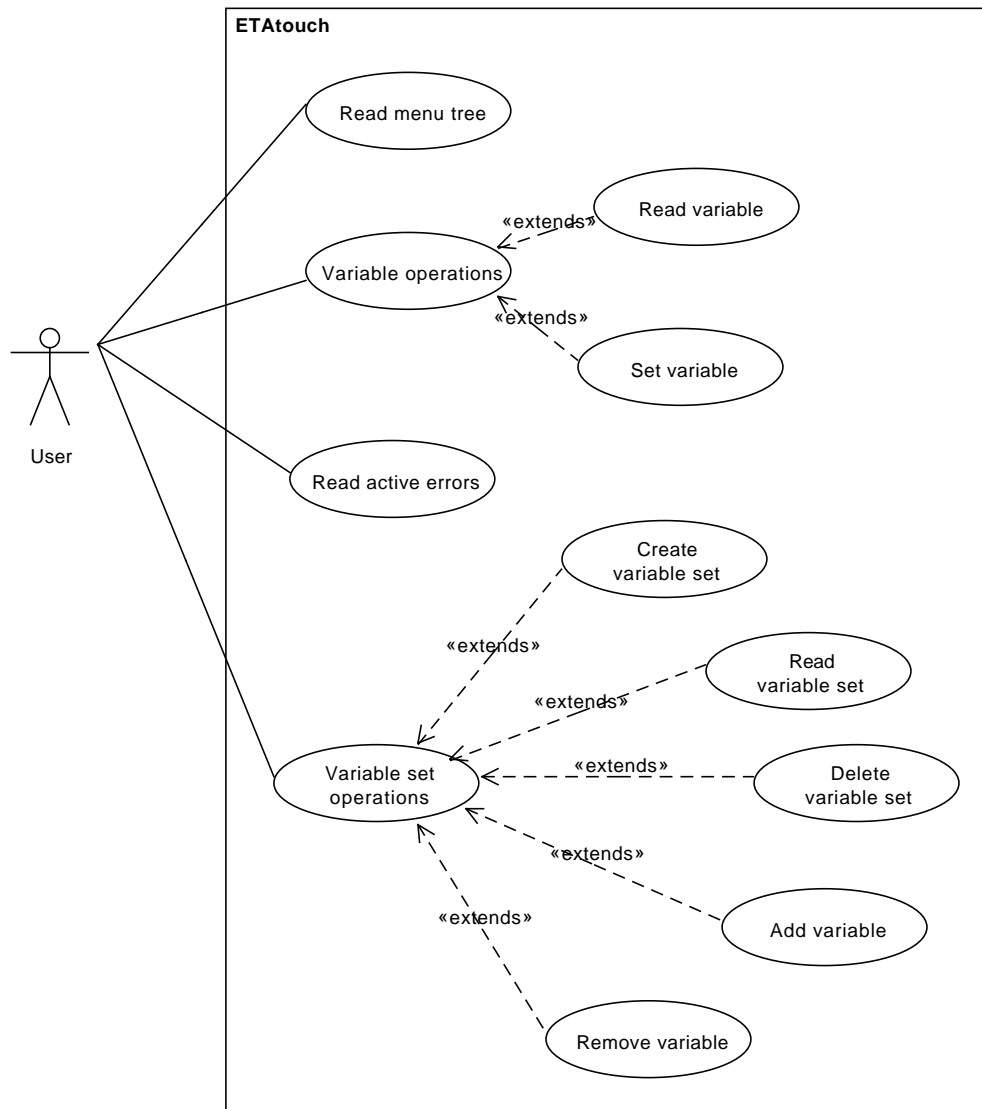 ETAtouch
Read menu tree
Read variable
«extends»
Variable operations
«extends»
Set variable
User
Read active errors
Create
variable set
«extends»
Read
variable set
«extends»
Variable set
operations
«extends»
Delete
variable set
«extends»
Add variable
«extends»
Remove variable